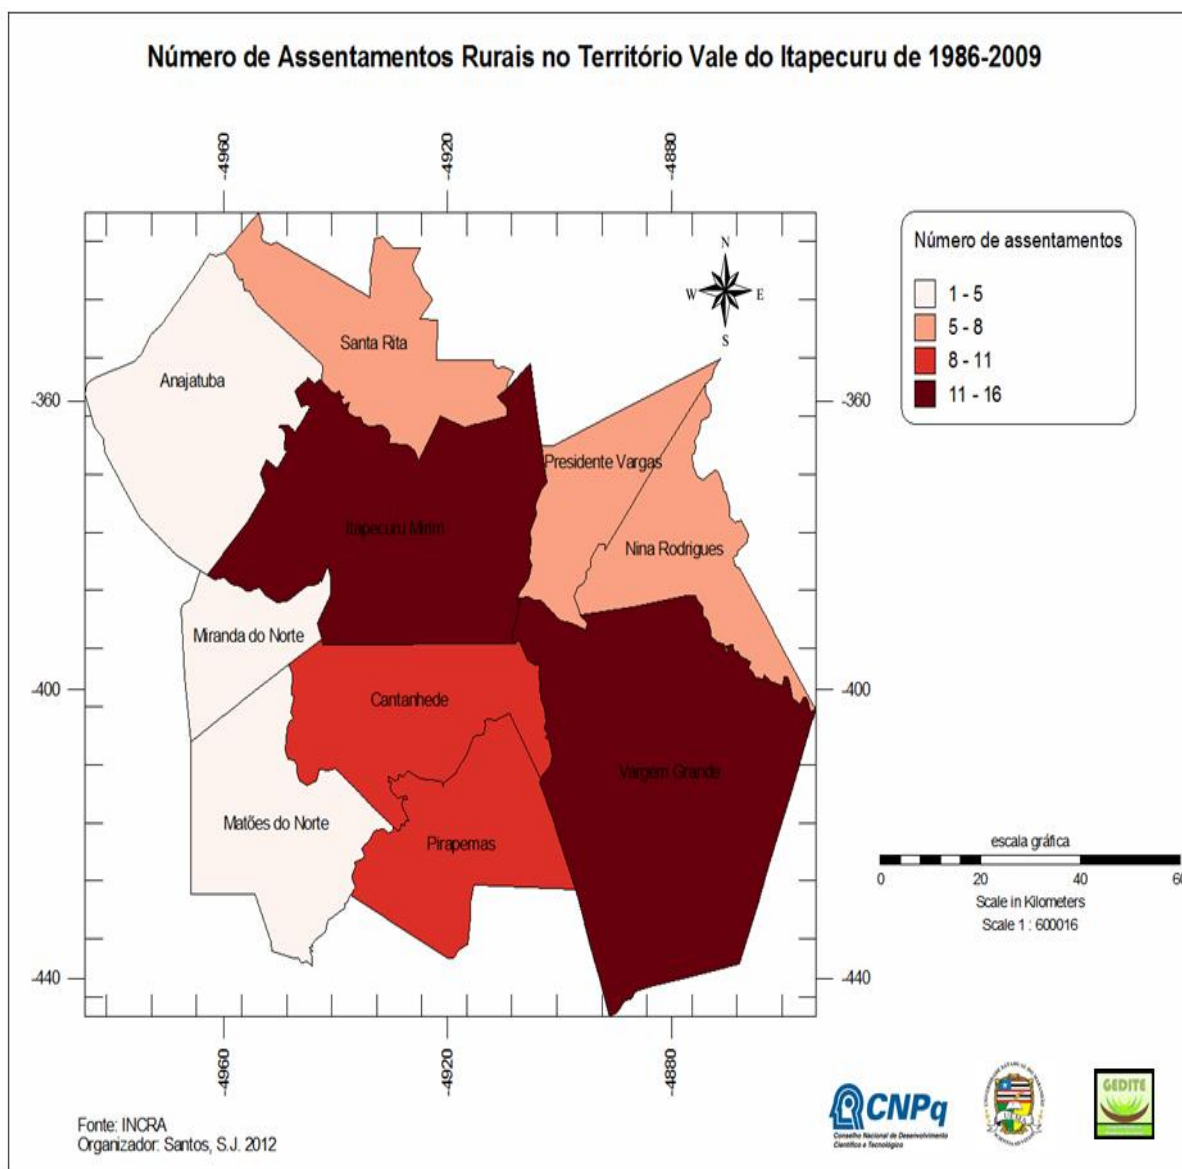 Número de Assentamentos Rurais no Território Vale do Itapecuru de 1986-2009
-4960
-4920
-4880
N
W
E
S
Número de assentamentos
1 - 5
5 - 8
8 - 11
11 - 16
Santa Rita
Anajatuba
-360
-360
Presidente Vargas
Itapecuru Mirim
Nina Rodrigues
Miranda do Norte
-400
-400
Cantanhede
Vargem Grande
Matões do Norte
Pirapemas
escala gráfica
0
20
40
60
Scale in Kilometers
Scale 1 : 600016
-440
-440
-4960
-4920
-4880
Fonte: INCRA
Organizador: Santos, S.J. 2012
CNPq
Conselho Nacional de Desenvolvimento
Científico e Tecnológico
UEMA
GEDITE